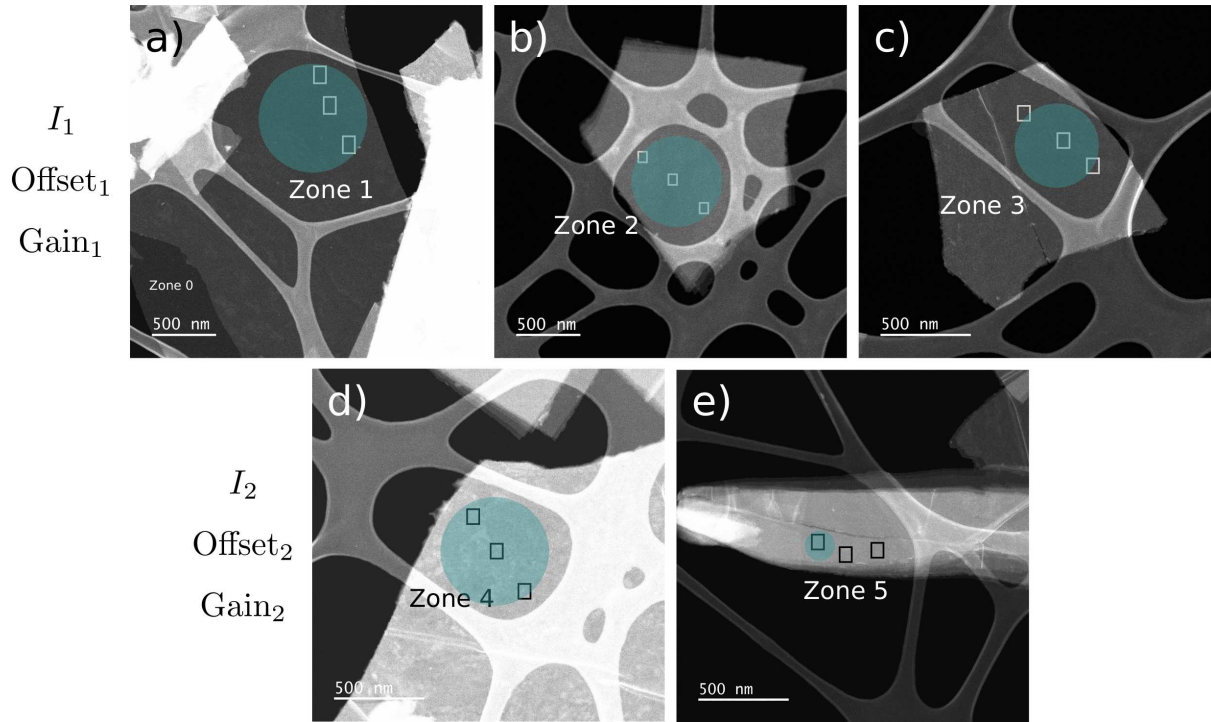 a)
b)
c)
I₁
Offset₁
Gain₁
Zone 1
Zone 0
500 nm
Zone 2
500 nm
Zone 3
500 nm
d)
e)
I₂
Offset₂
Gain₂
Zone 4
500 nm
Zone 5
500 nm